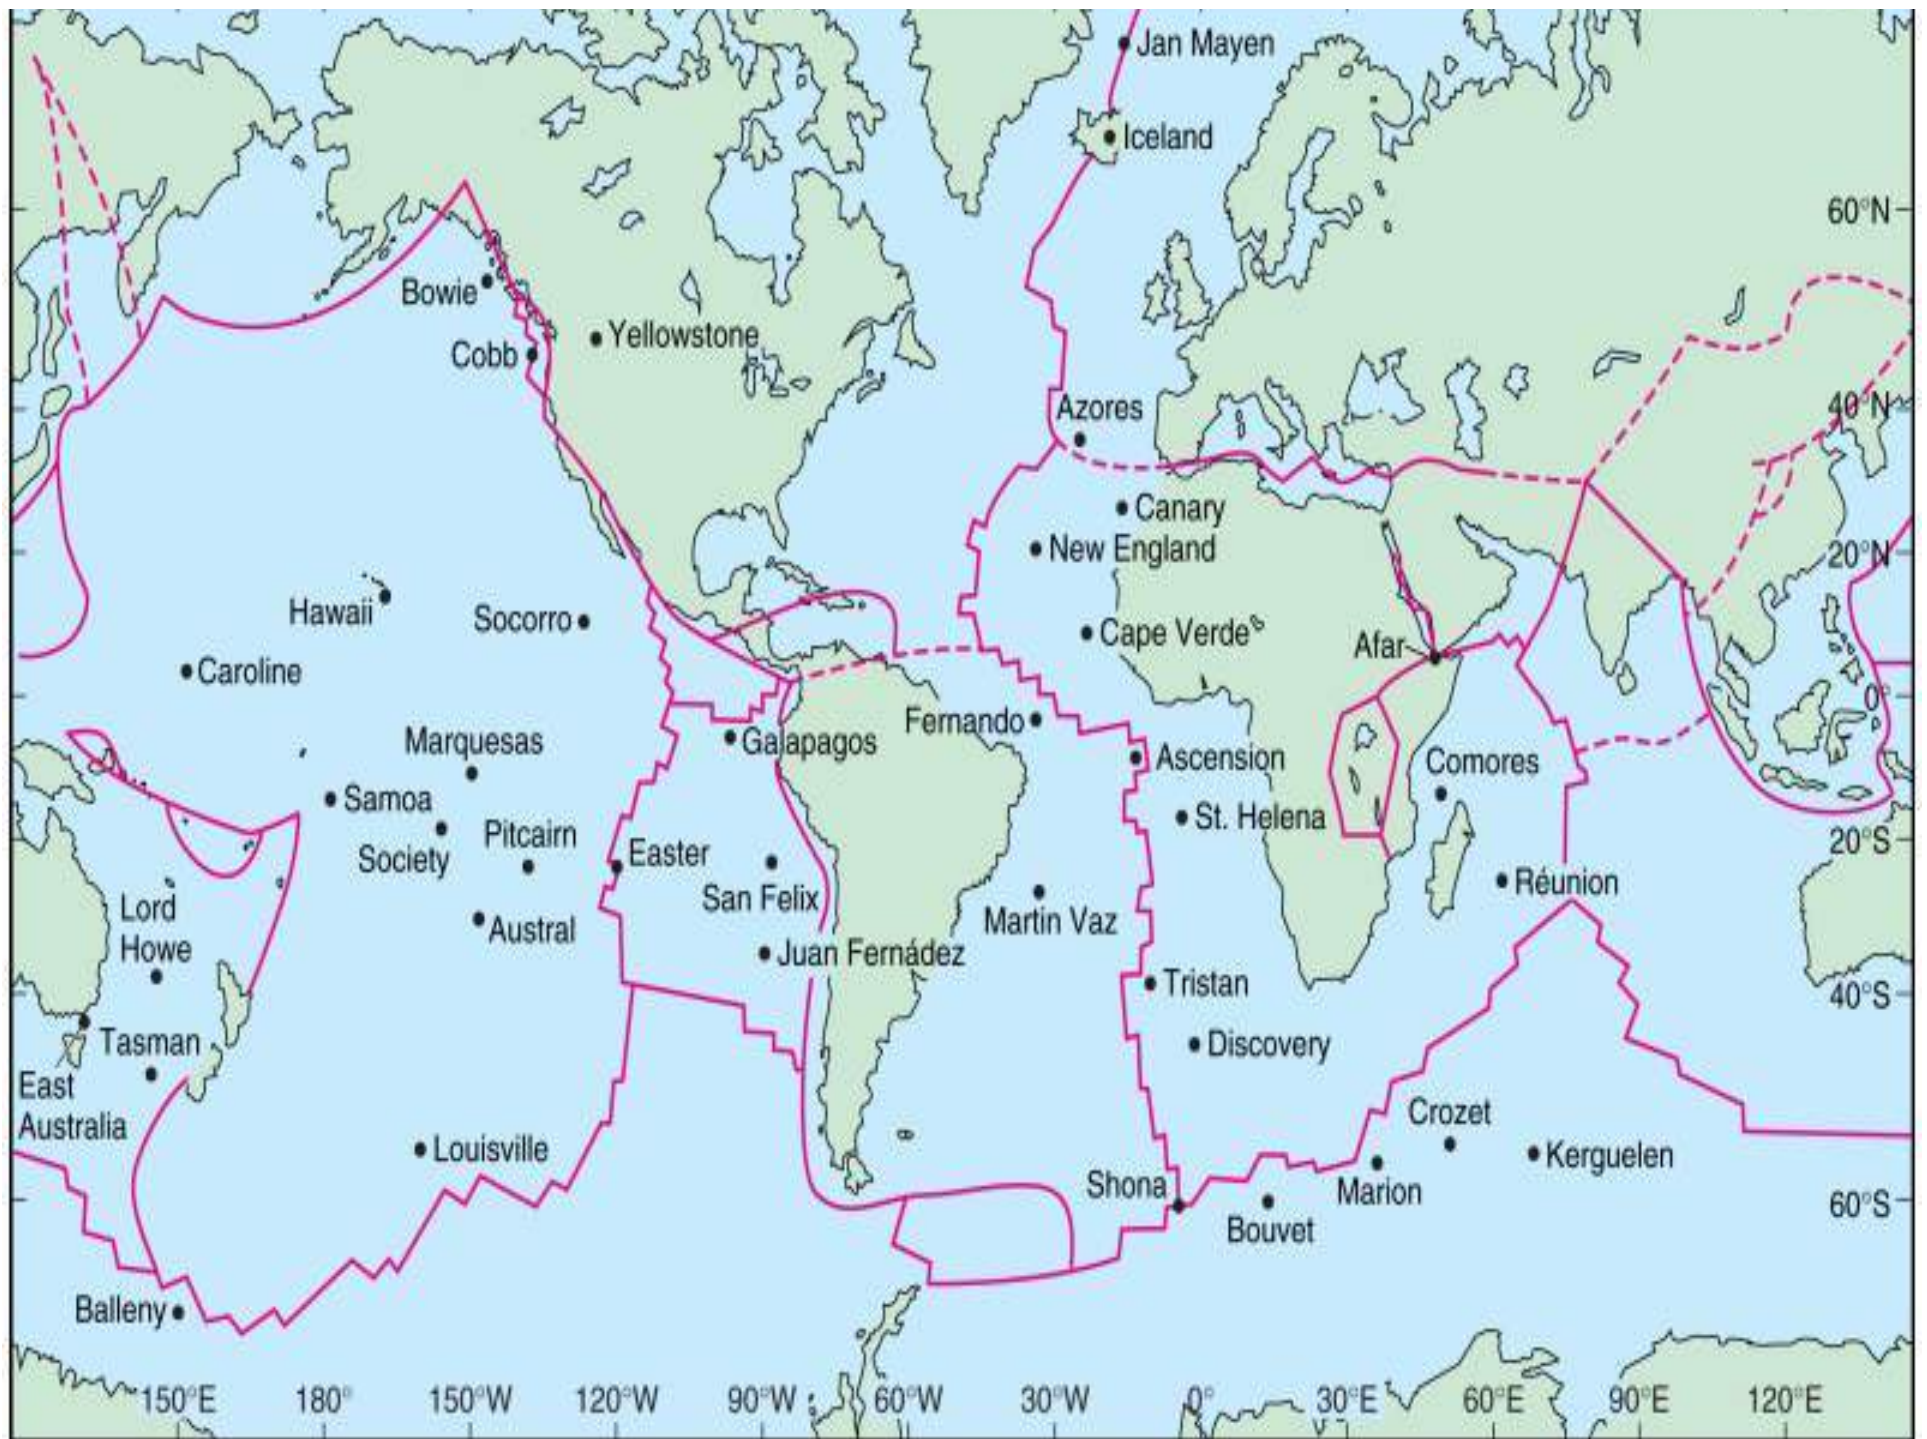 Jan Mayen
Iceland
60°N
Bowie
Yellowstone
Cobb
Azores
40°N
Canary
New England
20°N
Hawaii
Socorro
Cape Verde
Afar
Caroline
0°
Fernando
Marquesas
Galapagos
Ascension
Comores
Samoa
St. Helena
Pitcairn
20°S
Society
Easter
San Felix
Réunion
Lord
Howe
Austral
Martin Vaz
Juan Fernádez
Tristan
40°S
Tasman
Discovery
East
Australia
Crozet
Louisville
Kerguelen
Shona
Marion
60°S
Bouvet
Balleny
150°E 180° 150°W 120°W 90°W 60°W 30°W 0° 30°E 60°E 90°E 120°E